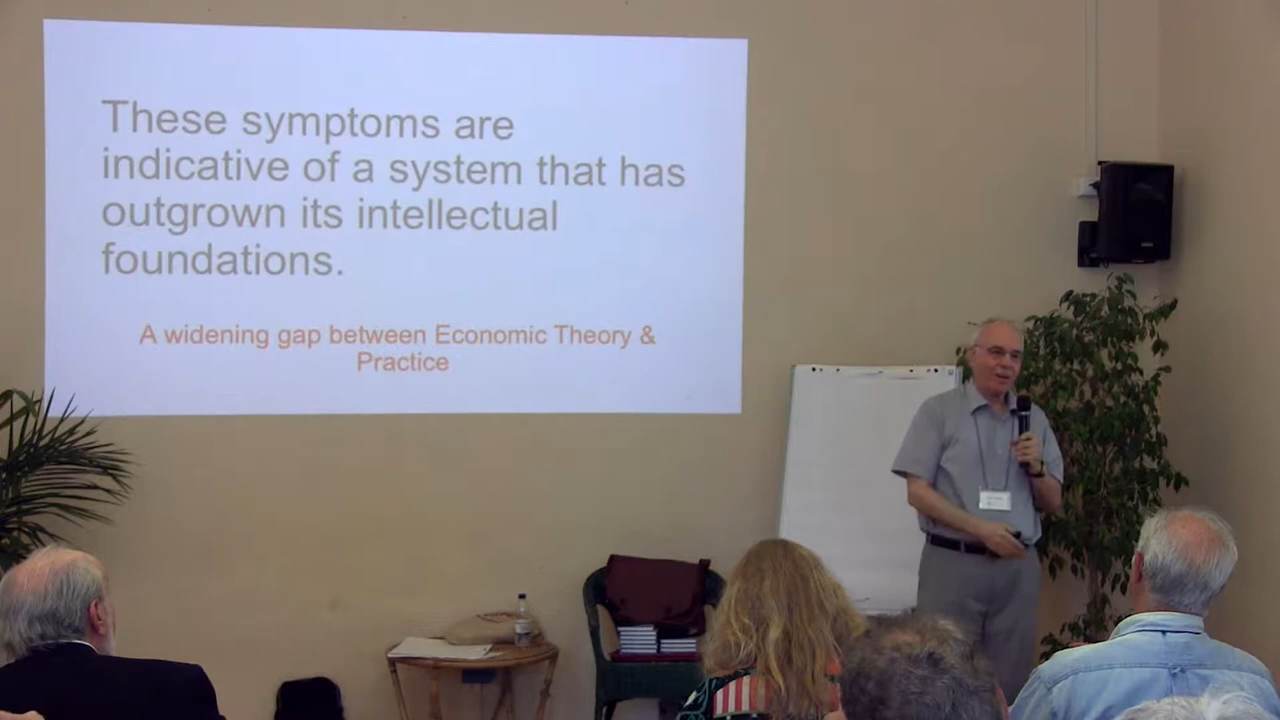 These symptoms are
indicative of a system that has
outgrown its intellectual
foundations.
A widening gap between Economic Theory &
Practice